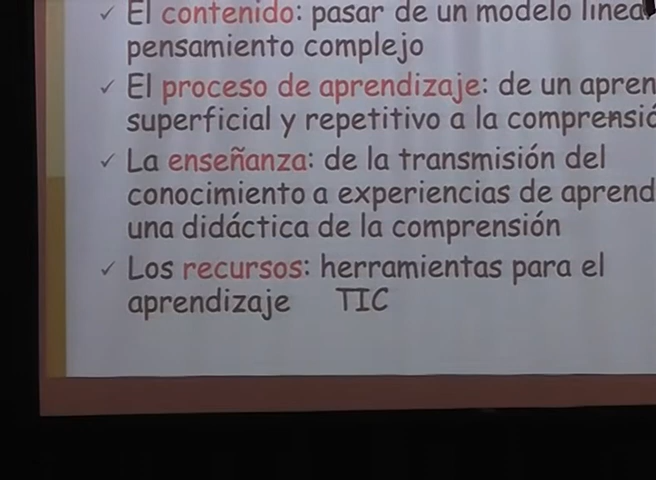 ✓ El contenido: pasar de un modelo lineal
pensamiento complejo
✓ El proceso de aprendizaje: de un apren
superficial y repetitivo a la comprensió
✓ La enseñanza: de la transmisión del
conocimiento a experiencias de aprend
una didáctica de la comprensión
✓ Los recursos: herramientas para el
aprendizaje TIC